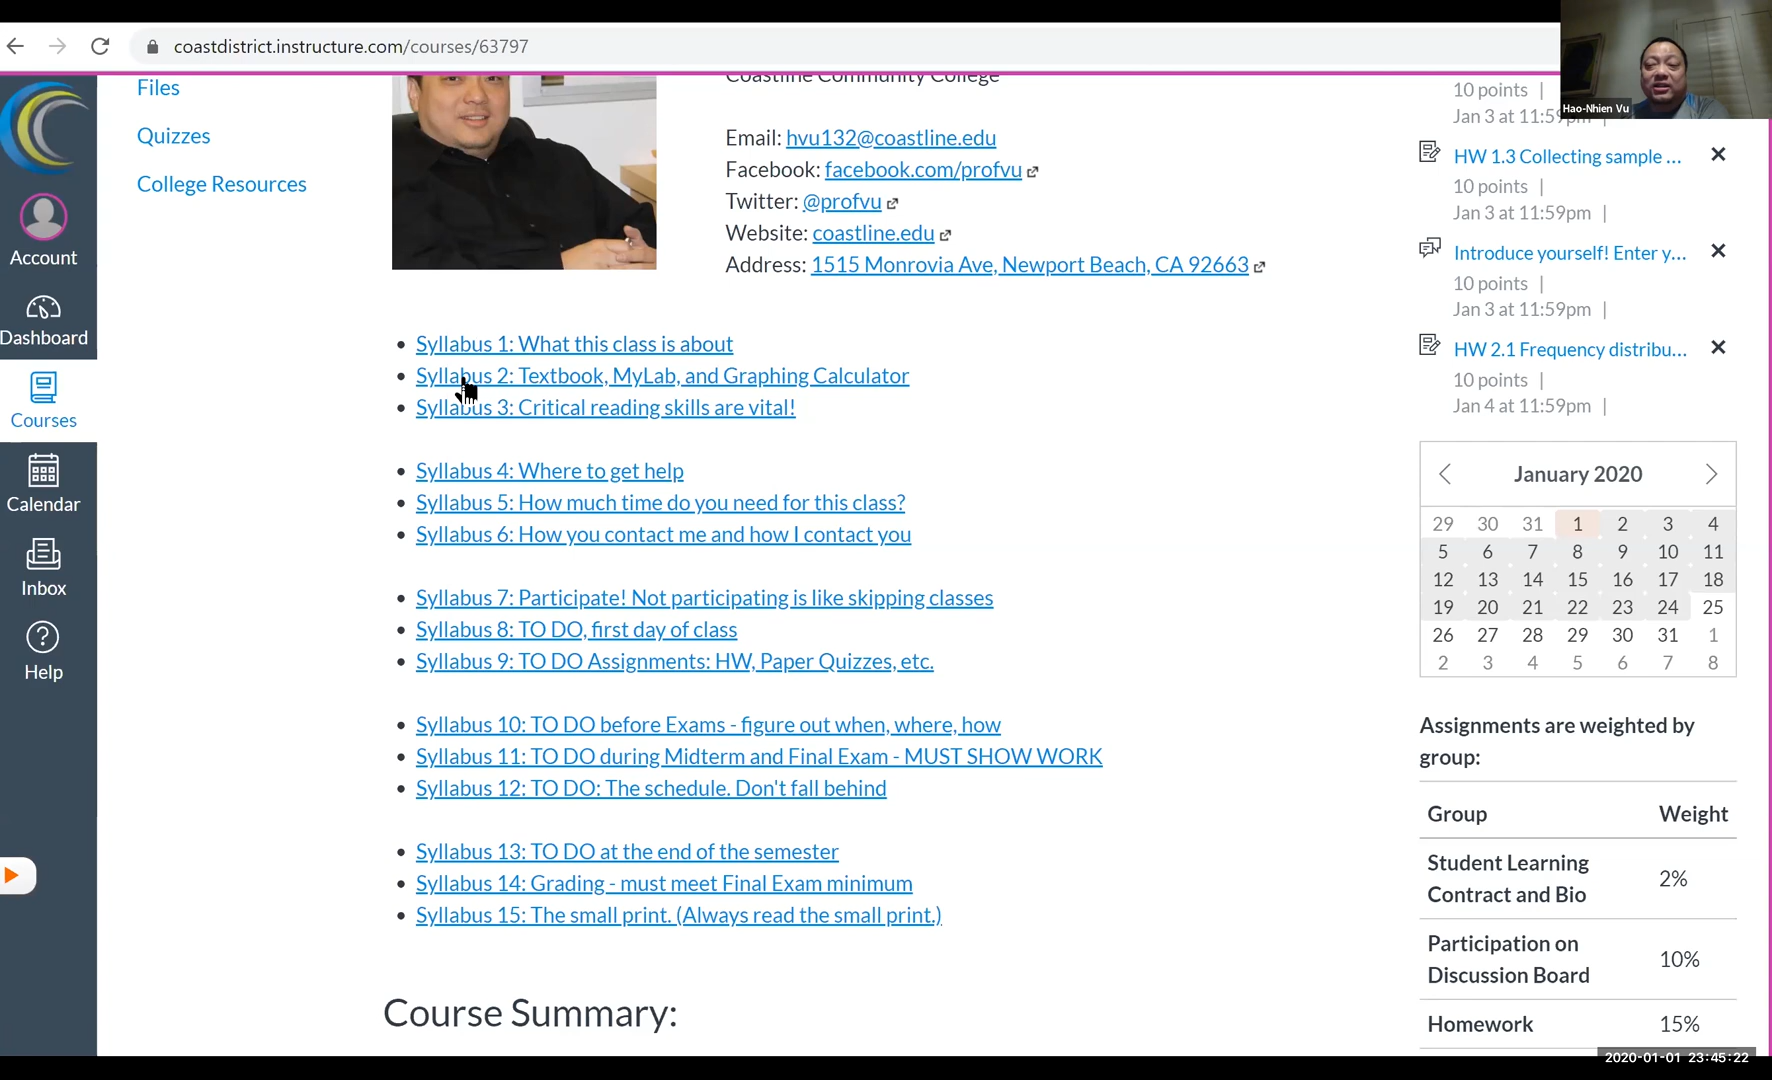 coastdistrict.instructure.com/courses/63797
Hao-Nhien Vu
Files
Quizzes
College Resources
Account
Dashboard
Courses
Calendar
Inbox
Help
Coastline Community College
Email: hvu132@coastline.edu
Facebook: facebook.com/profvu
Twitter: @profvu
Website: coastline.edu
Address: 1515 Monrovia Ave, Newport Beach, CA 92663
Syllabus 1: What this class is about
Syllabus 2: Textbook, MyLab, and Graphing Calculator
Syllabus 3: Critical reading skills are vital!
Syllabus 4: Where to get help
Syllabus 5: How much time do you need for this class?
Syllabus 6: How you contact me and how I contact you
Syllabus 7: Participate! Not participating is like skipping classes
Syllabus 8: TO DO, first day of class
Syllabus 9: TO DO Assignments: HW, Paper Quizzes, etc.
Syllabus 10: TO DO before Exams - figure out when, where, how
Syllabus 11: TO DO during Midterm and Final Exam - MUST SHOW WORK
Syllabus 12: TO DO: The schedule. Don't fall behind
Syllabus 13: TO DO at the end of the semester
Syllabus 14: Grading - must meet Final Exam minimum
Syllabus 15: The small print. (Always read the small print.)
Course Summary:
10 points |
Jan 3 at 11:59pm |
HW 1.3 Collecting sample ...
10 points |
Jan 3 at 11:59pm |
Introduce yourself! Enter y...
10 points |
Jan 3 at 11:59pm |
HW 2.1 Frequency distribu...
10 points |
Jan 4 at 11:59pm |
January 2020
29 30 31 1 2 3 4
5 6 7 8 9 10 11
12 13 14 15 16 17 18
19 20 21 22 23 24 25
26 27 28 29 30 31 1
2 3 4 5 6 7 8
Assignments are weighted by
group:
Group Weight
Student Learning
Contract and Bio 2%
Participation on
Discussion Board 10%
Homework 15%
2020-01-01 23:45:22